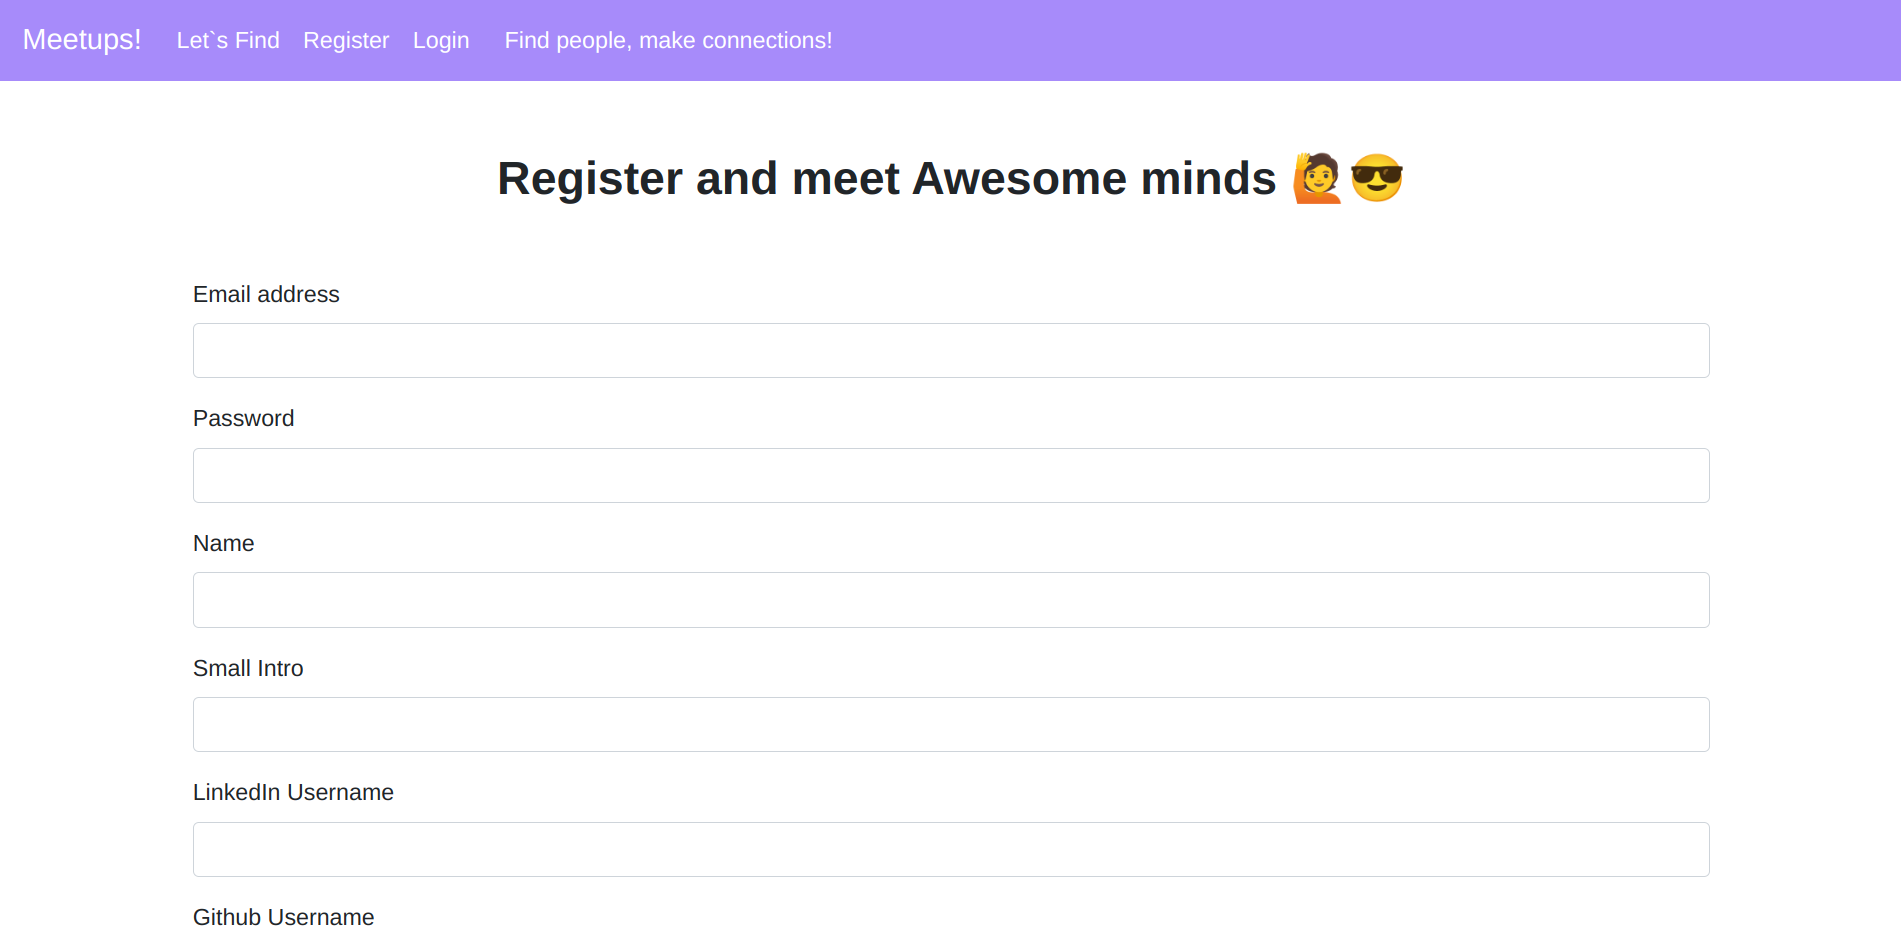 Meetups! Let`s Find Register Login Find people, make connections!
Register and meet Awesome minds 🙋😎
Email address
Password
Name
Small Intro
LinkedIn Username
Github Username